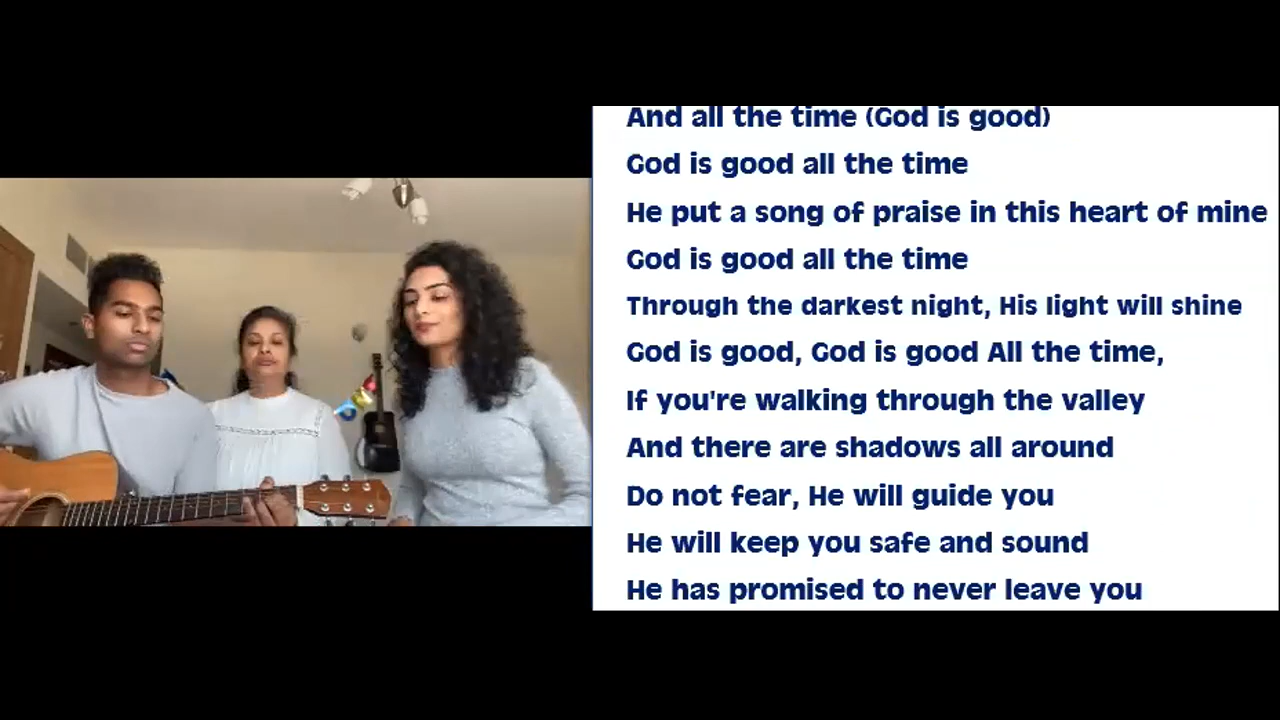 And all the time (God is good)
God is good all the time
He put a song of praise in this heart of mine
God is good all the time
Through the darkest night, His light will shine
God is good, God is good All the time,
If you're walking through the valley
And there are shadows all around
Do not fear, He will guide you
He will keep you safe and sound
He has promised to never leave you